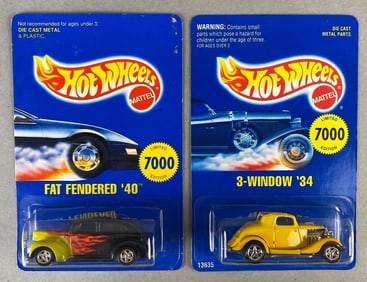 Not recommended for ages under 3.
DIE CAST METAL
& PLASTIC.
Hot Wheels
MATTEL
LIMITED
7000
EDITION
FAT FENDERED '40
WARNING: Contains small
parts which pose a hazard for
children under the age of three.
FOR AGES OVER 3
DIE CAST
METAL PARTS.
Hot Wheels
MATTEL
LIMITED
7000
EDITION
3-WINDOW '34
13635